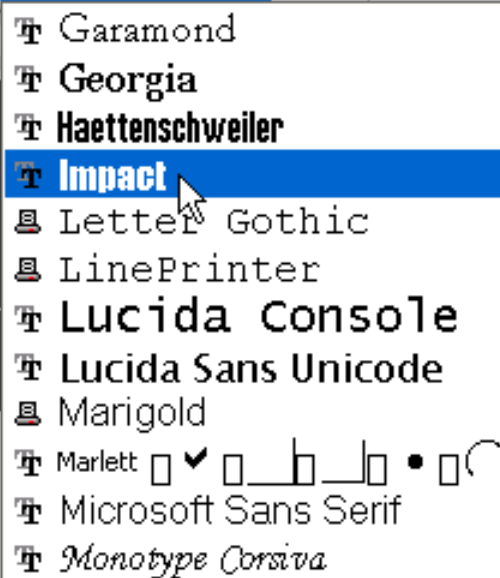 Garamond
Georgia
Haettenschweiler
Impact
Letter Gothic
LinePrinter
Lucida Console
Lucida Sans Unicode
Marigold
Marlett
Microsoft Sans Serif
Monotype Corsiva